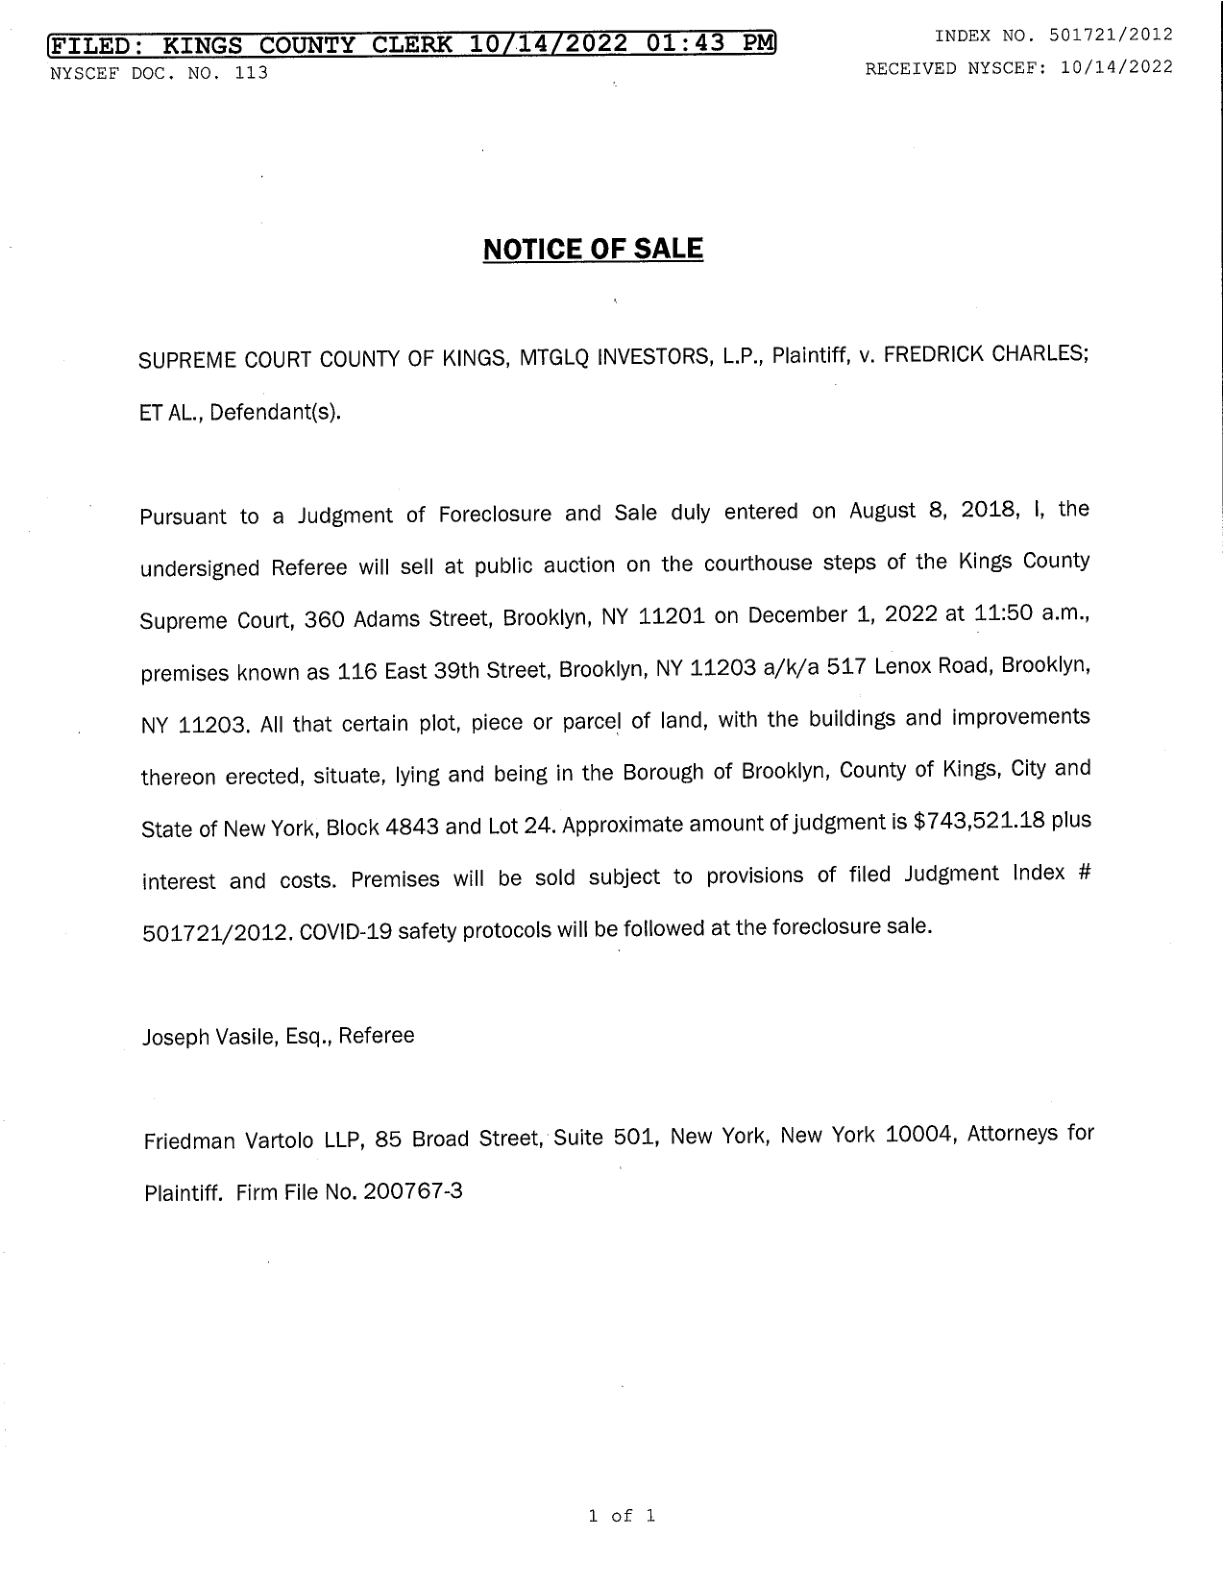 FILED: KINGS COUNTY CLERK 10/14/2022 01:43 PM
INDEX NO. 501721/2012
NYSCEF DOC. NO. 113
RECEIVED NYSCEF: 10/14/2022
NOTICE OF SALE
SUPREME COURT COUNTY OF KINGS, MTGLQ INVESTORS, L.P., Plaintiff, v. FREDRICK CHARLES;
ET AL., Defendant(s).
Pursuant to a Judgment of Foreclosure and Sale duly entered on August 8, 2018, I, the
undersigned Referee will sell at public auction on the courthouse steps of the Kings County
Supreme Court, 360 Adams Street, Brooklyn, NY 11201 on December 1, 2022 at 11:50 a.m.,
premises known as 116 East 39th Street, Brooklyn, NY 11203 a/k/a 517 Lenox Road, Brooklyn,
NY 11203. All that certain plot, piece or parcel of land, with the buildings and improvements
thereon erected, situate, lying and being in the Borough of Brooklyn, County of Kings, City and
State of New York, Block 4843 and Lot 24. Approximate amount of judgment is $743,521.18 plus
interest and costs. Premises will be sold subject to provisions of filed Judgment Index #
501721/2012. COVID-19 safety protocols will be followed at the foreclosure sale.
Joseph Vasile, Esq., Referee
Friedman Vartolo LLP, 85 Broad Street, Suite 501, New York, New York 10004, Attorneys for
Plaintiff. Firm File No. 200767-3
1 of 1